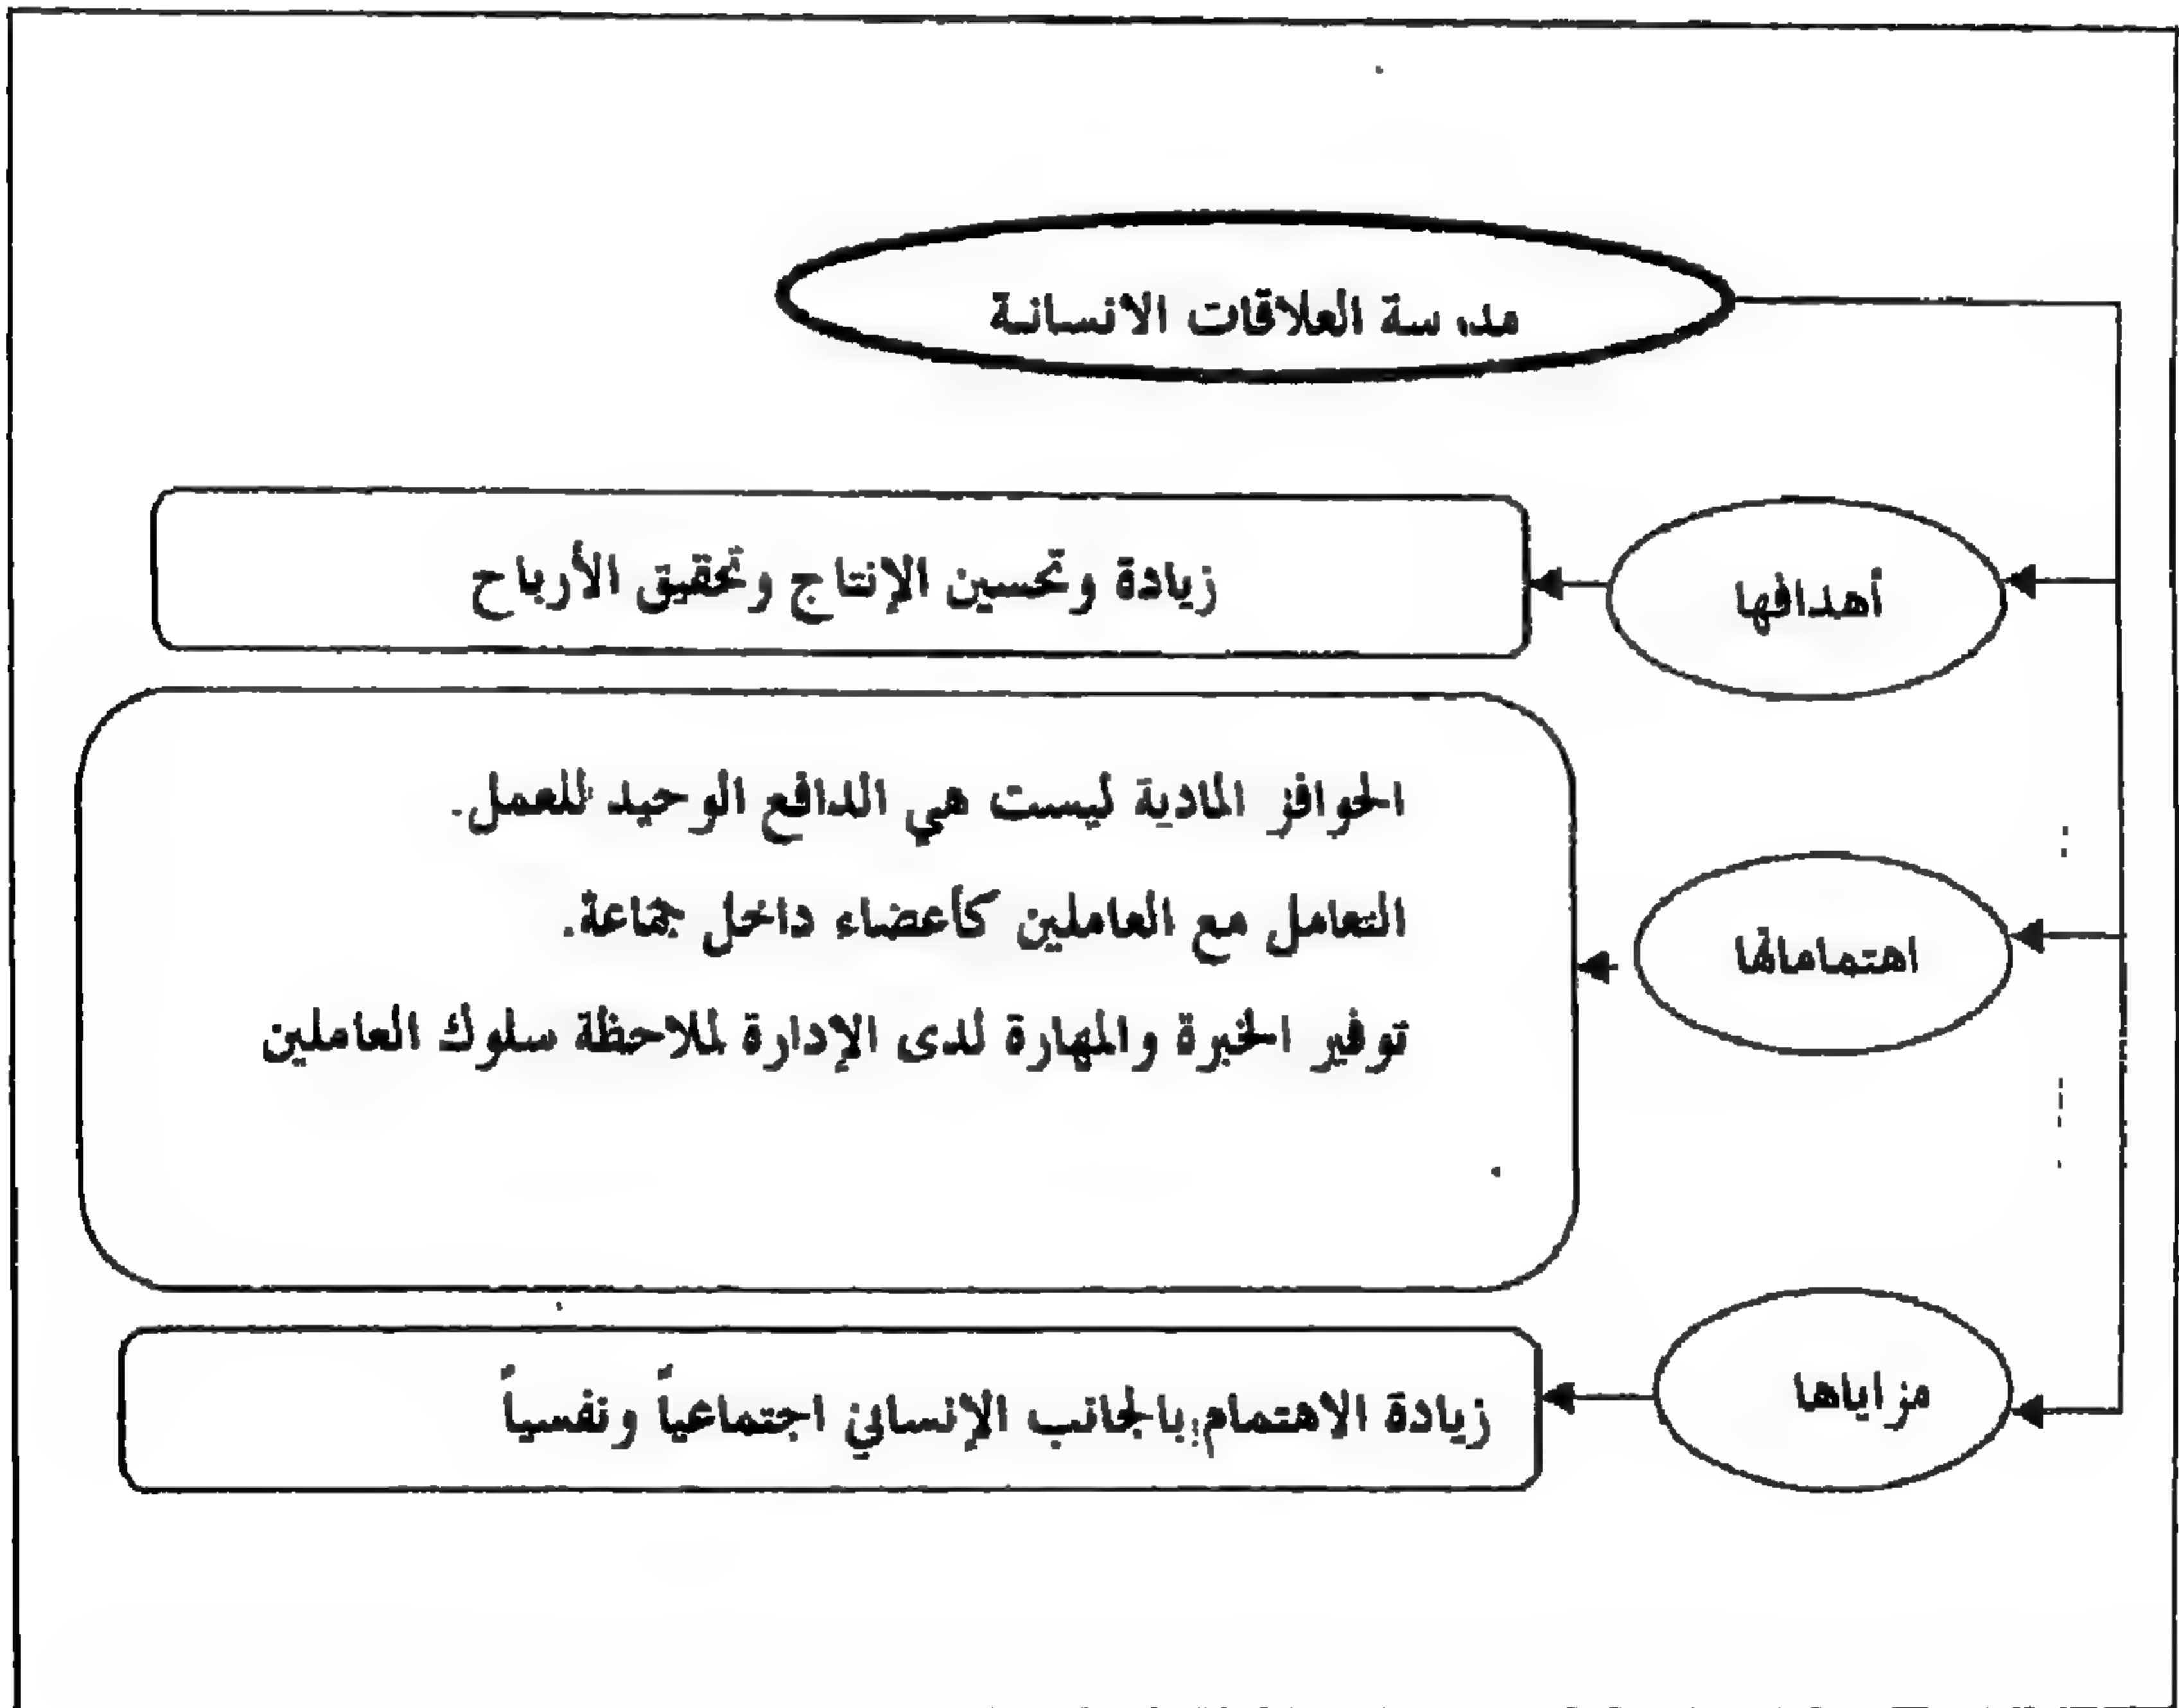 مدرسة العلاقات الانسانية
أهدافها
زيادة وتحسين الإنتاج وتحقيق الأرباح
اهتماماتها
الحوافز المادية ليست هي الدافع الوحيد للعمل.
التعامل مع العاملين كأعضاء داخل جماعة.
توفير الخبرة والمهارة لدى الإدارة لملاحظة سلوك العاملين
مزاياها
زيادة الاهتمام بالجانب الإنساني اجتماعياً ونفسياً